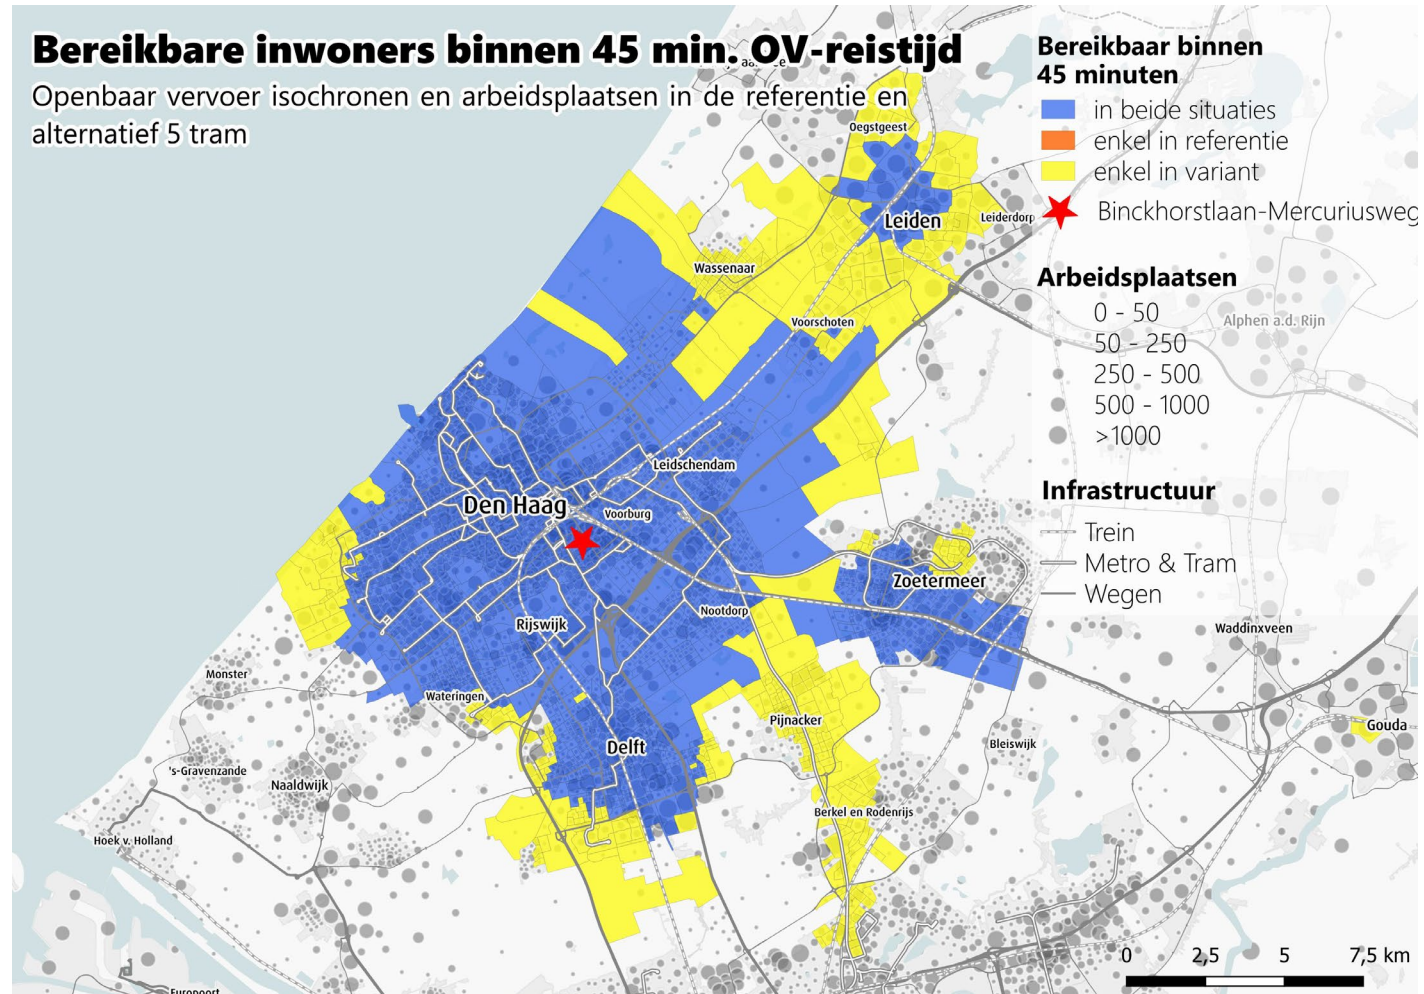 Bereikbare inwoners binnen 45 min. OV-reistijd
Openbaar vervoer isochronen en arbeidsplaatsen in de referentie en
alternatief 5 tram
Bereikbaar binnen
45 minuten
in beide situaties
enkel in referentie
enkel in variant
Binckhorstlaan-Mercuriusweg
Arbeidsplaatsen
0 - 50
50 - 250
250 - 500
500 - 1000
>1000
Infrastructuur
Trein
Metro & Tram
Wegen
Oegstgeest
Leiden
Leiderdorp
Wassenaar
Voorschoten
Alphen a.d. Rijn
Leidschendam
Den Haag
Voorburg
Zoetermeer
Nootdorp
Rijswijk
Waddinxveen
Monster
Wateringen
Pijnacker
Gouda
Delft
Bleiswijk
's-Gravenzande
Naaldwijk
Berkel en Rodenrijs
Hoek v. Holland
Europoort
0 2,5 5 7,5 km